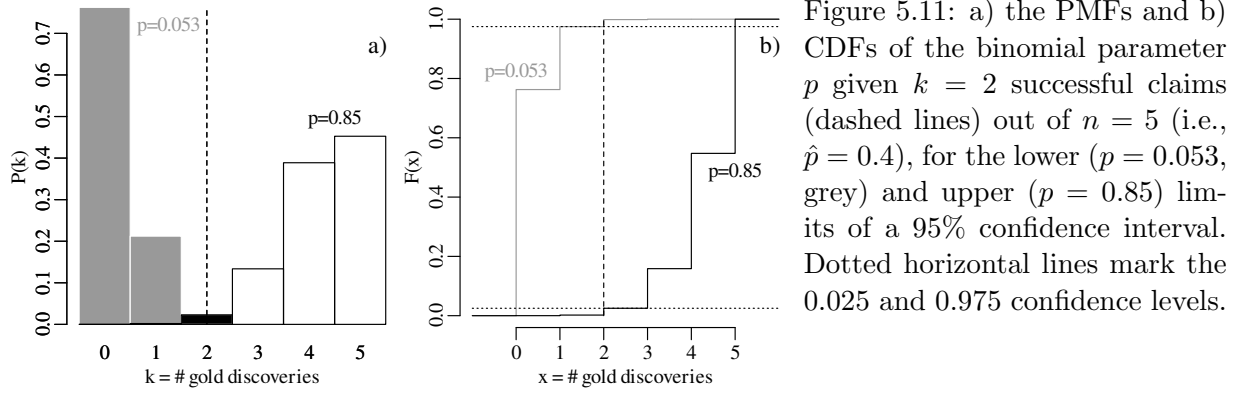 0.0 0.1 0.2 0.3 0.4 0.5 0.6 0.7
P(k)
p=0.053
a)
p=0.85
0 1 2 3 4 5
k = # gold discoveries
0.0 0.2 0.4 0.6 0.8 1.0
F(x)
p=0.053
b)
p=0.85
0 1 2 3 4 5
x = # gold discoveries
Figure 5.11: a) the PMFs and b)
CDFs of the binomial parameter
p given k = 2 successful claims
(dashed lines) out of n = 5 (i.e.,
p̂ = 0.4), for the lower (p = 0.053,
grey) and upper (p = 0.85) lim-
its of a 95% confidence interval.
Dotted horizontal lines mark the
0.025 and 0.975 confidence levels.